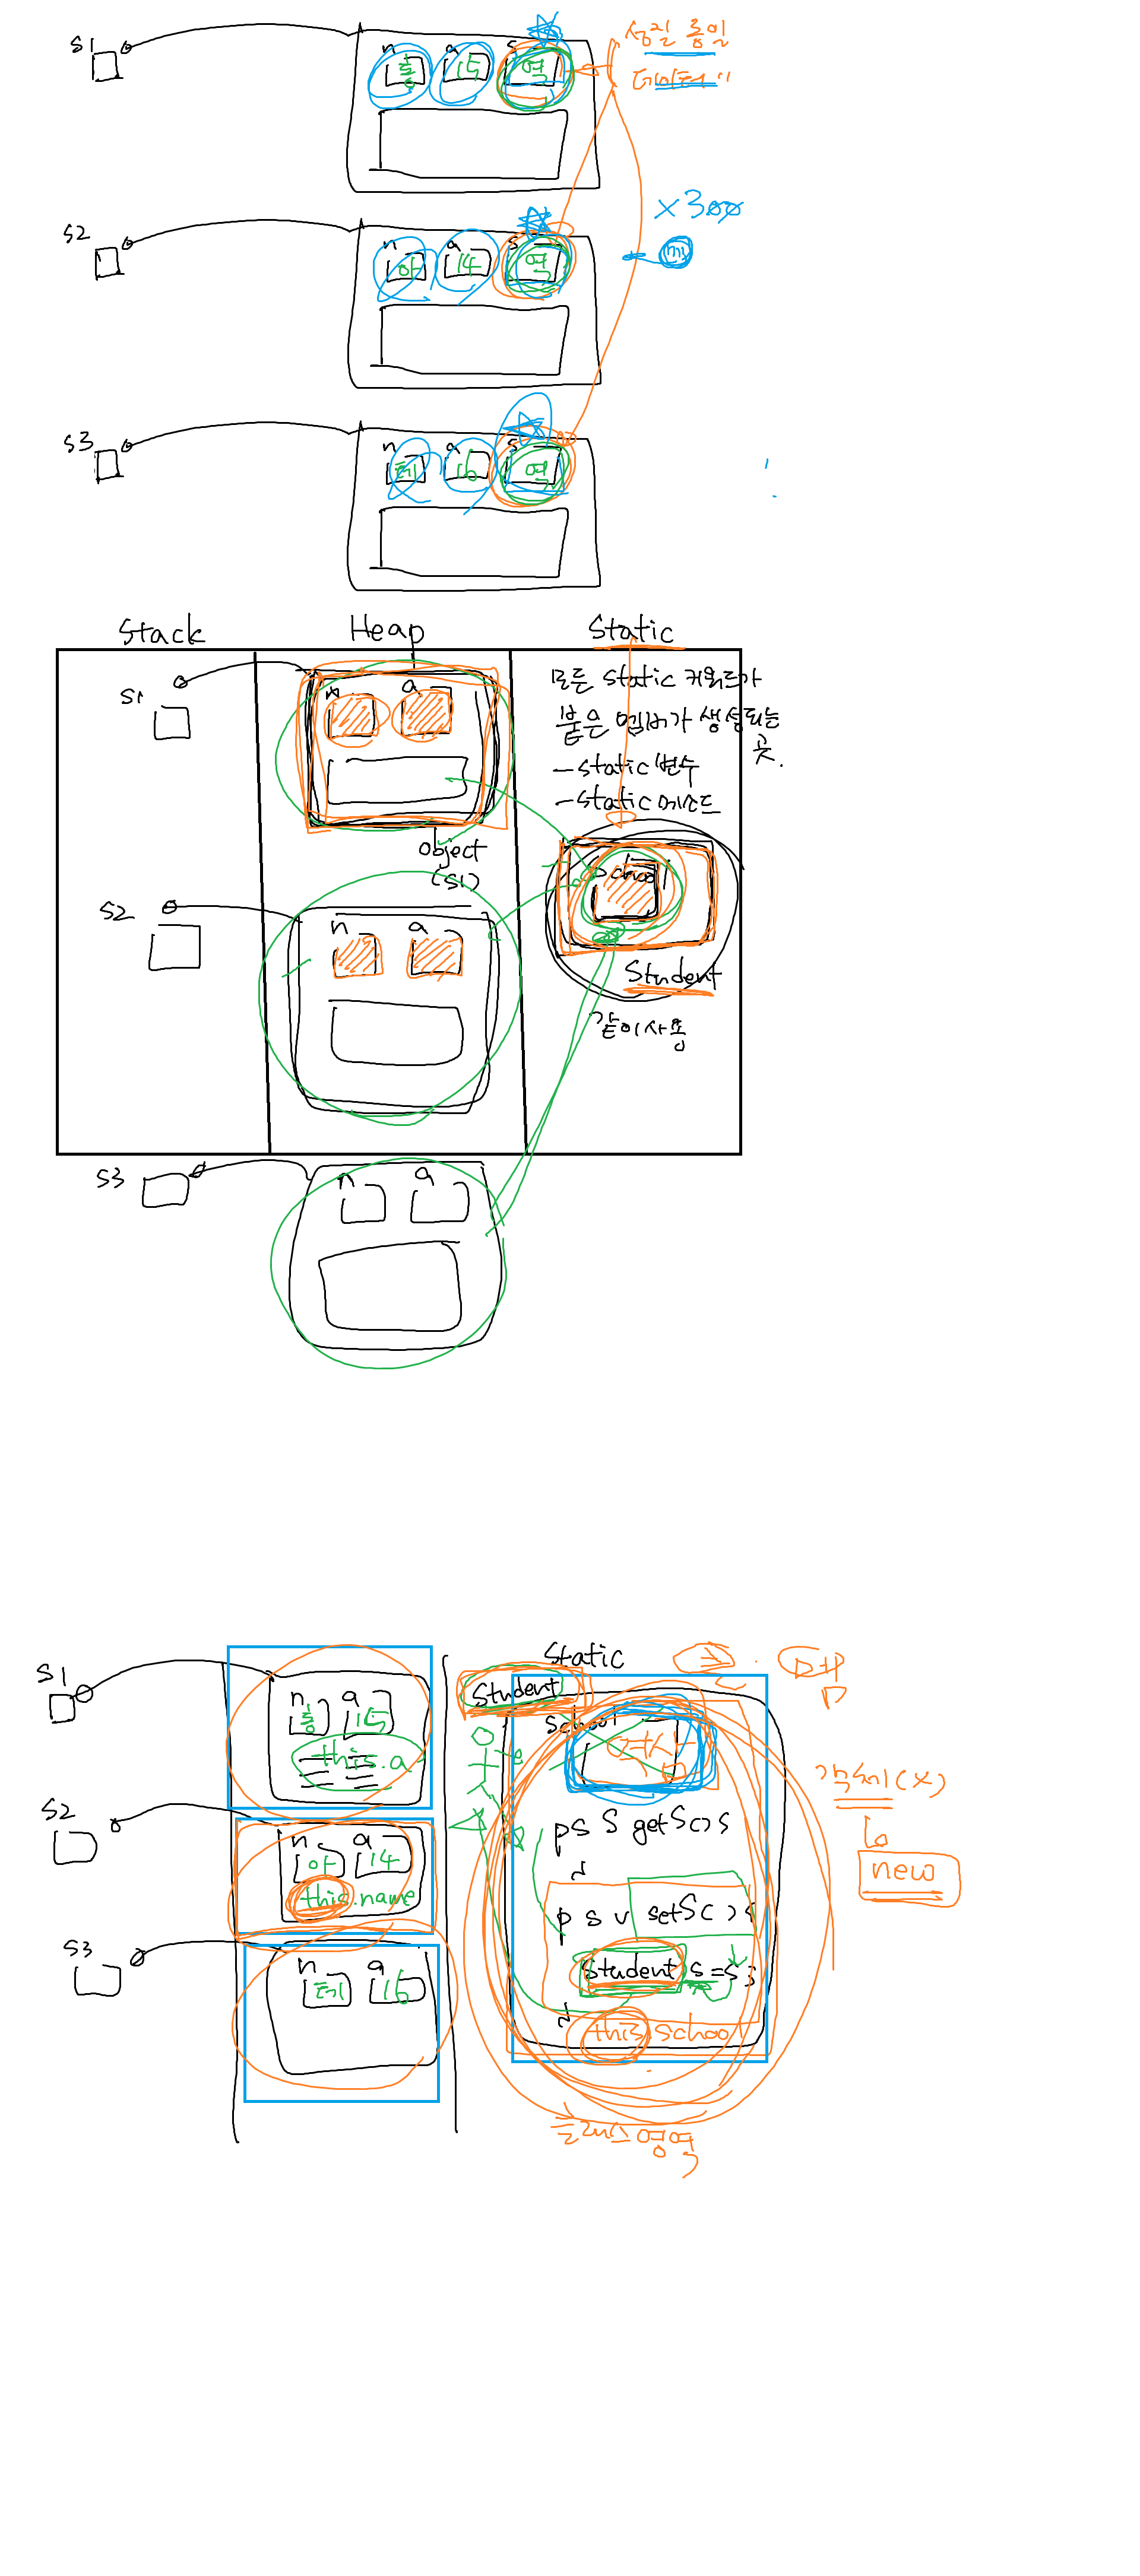 s1
n a s
홍 15 역
성질 동일
데이터"
s2
n a s
아 14 역
×300
m
s3
n a s
테 16 역
Stack Heap Static
s1
n a
object
(s1)
모든 static 키워드가
붙은 멤버가 생성되는
곳.
-static 변수
-static 메소드
school
Student
같이사용
s2
n a
s3
n a
Static
s1
n a
홍 15
this.a
Student
school
역삼
s2
n a
아 14
this.name
p s S getS() {
}
p s v setS( ) {
Student s=s;
}
this.school
s3
n a
테 16
객체(x)
new
클래스영역